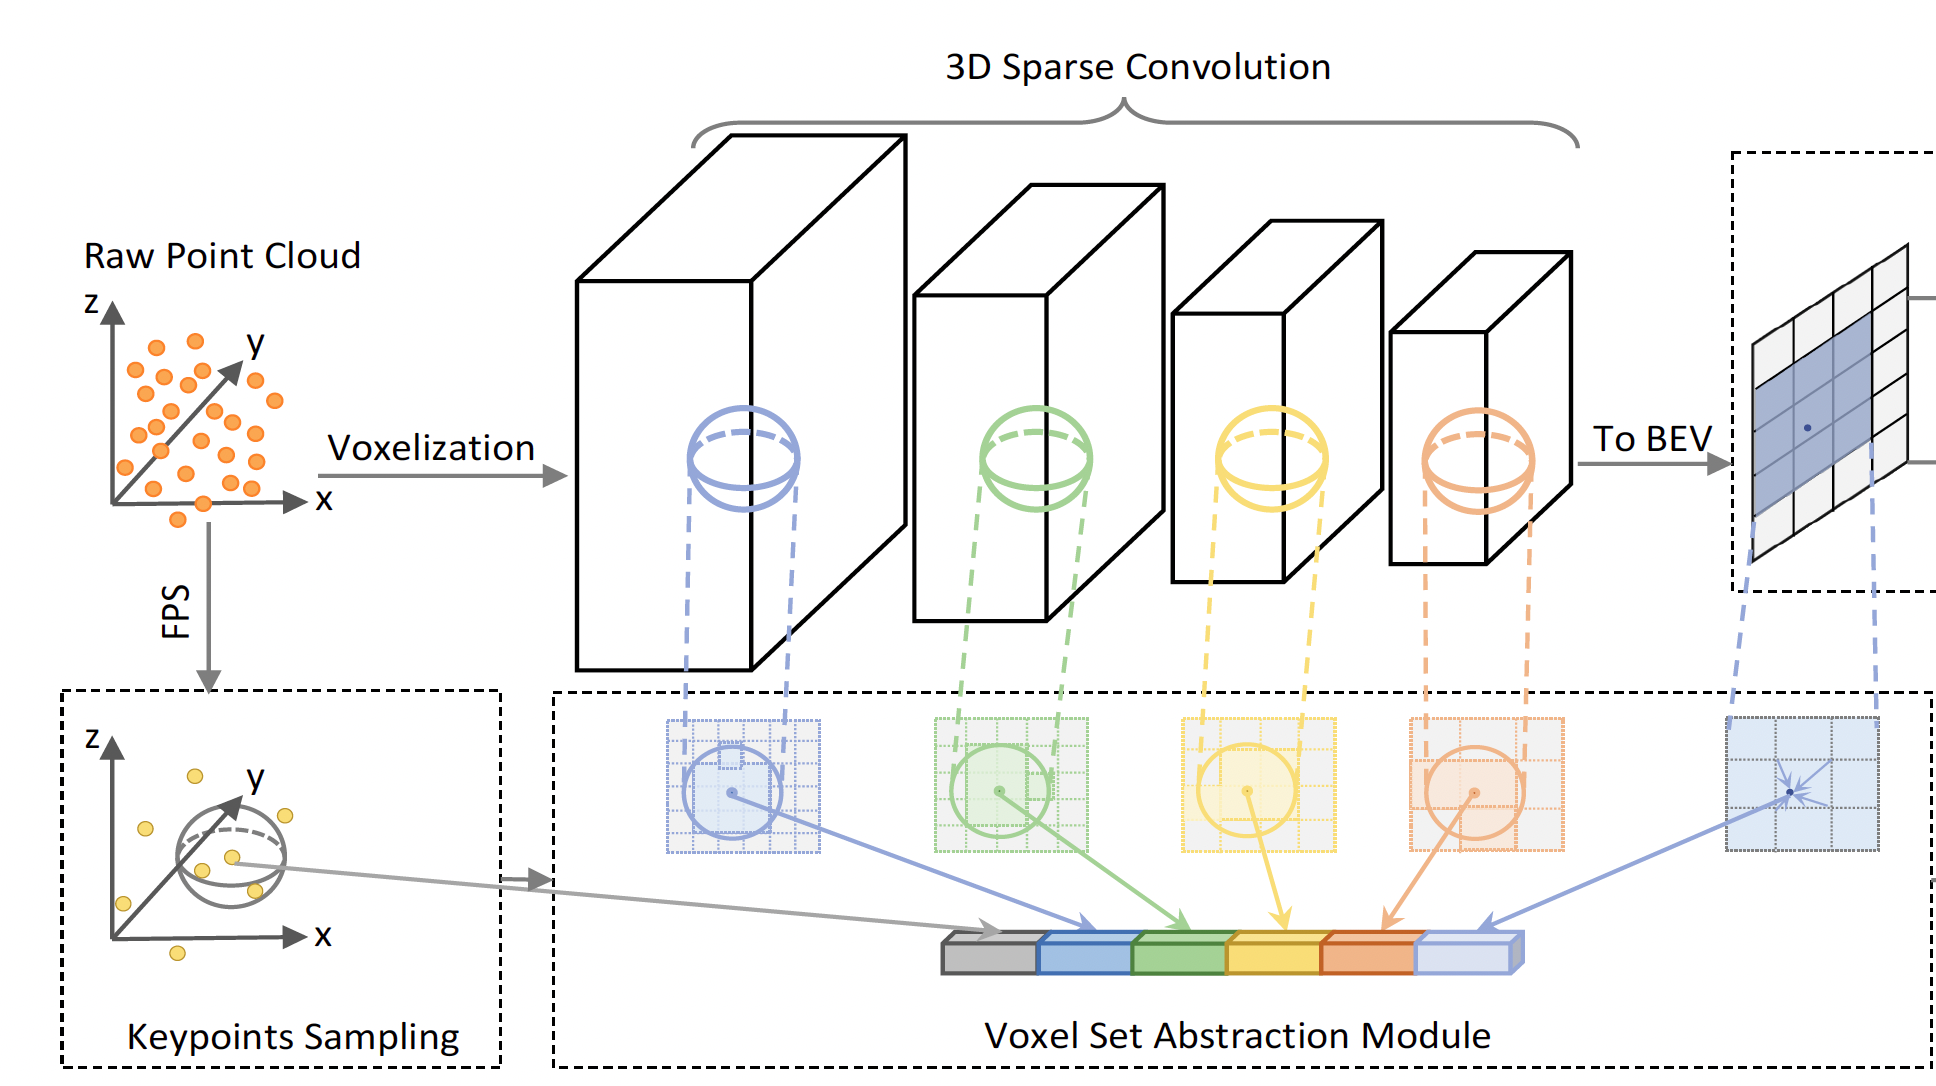 3D Sparse Convolution
Raw Point Cloud
z
y
Voxelization
To BEV
x
FPS
z
y
x
Keypoints Sampling
Voxel Set Abstraction Module